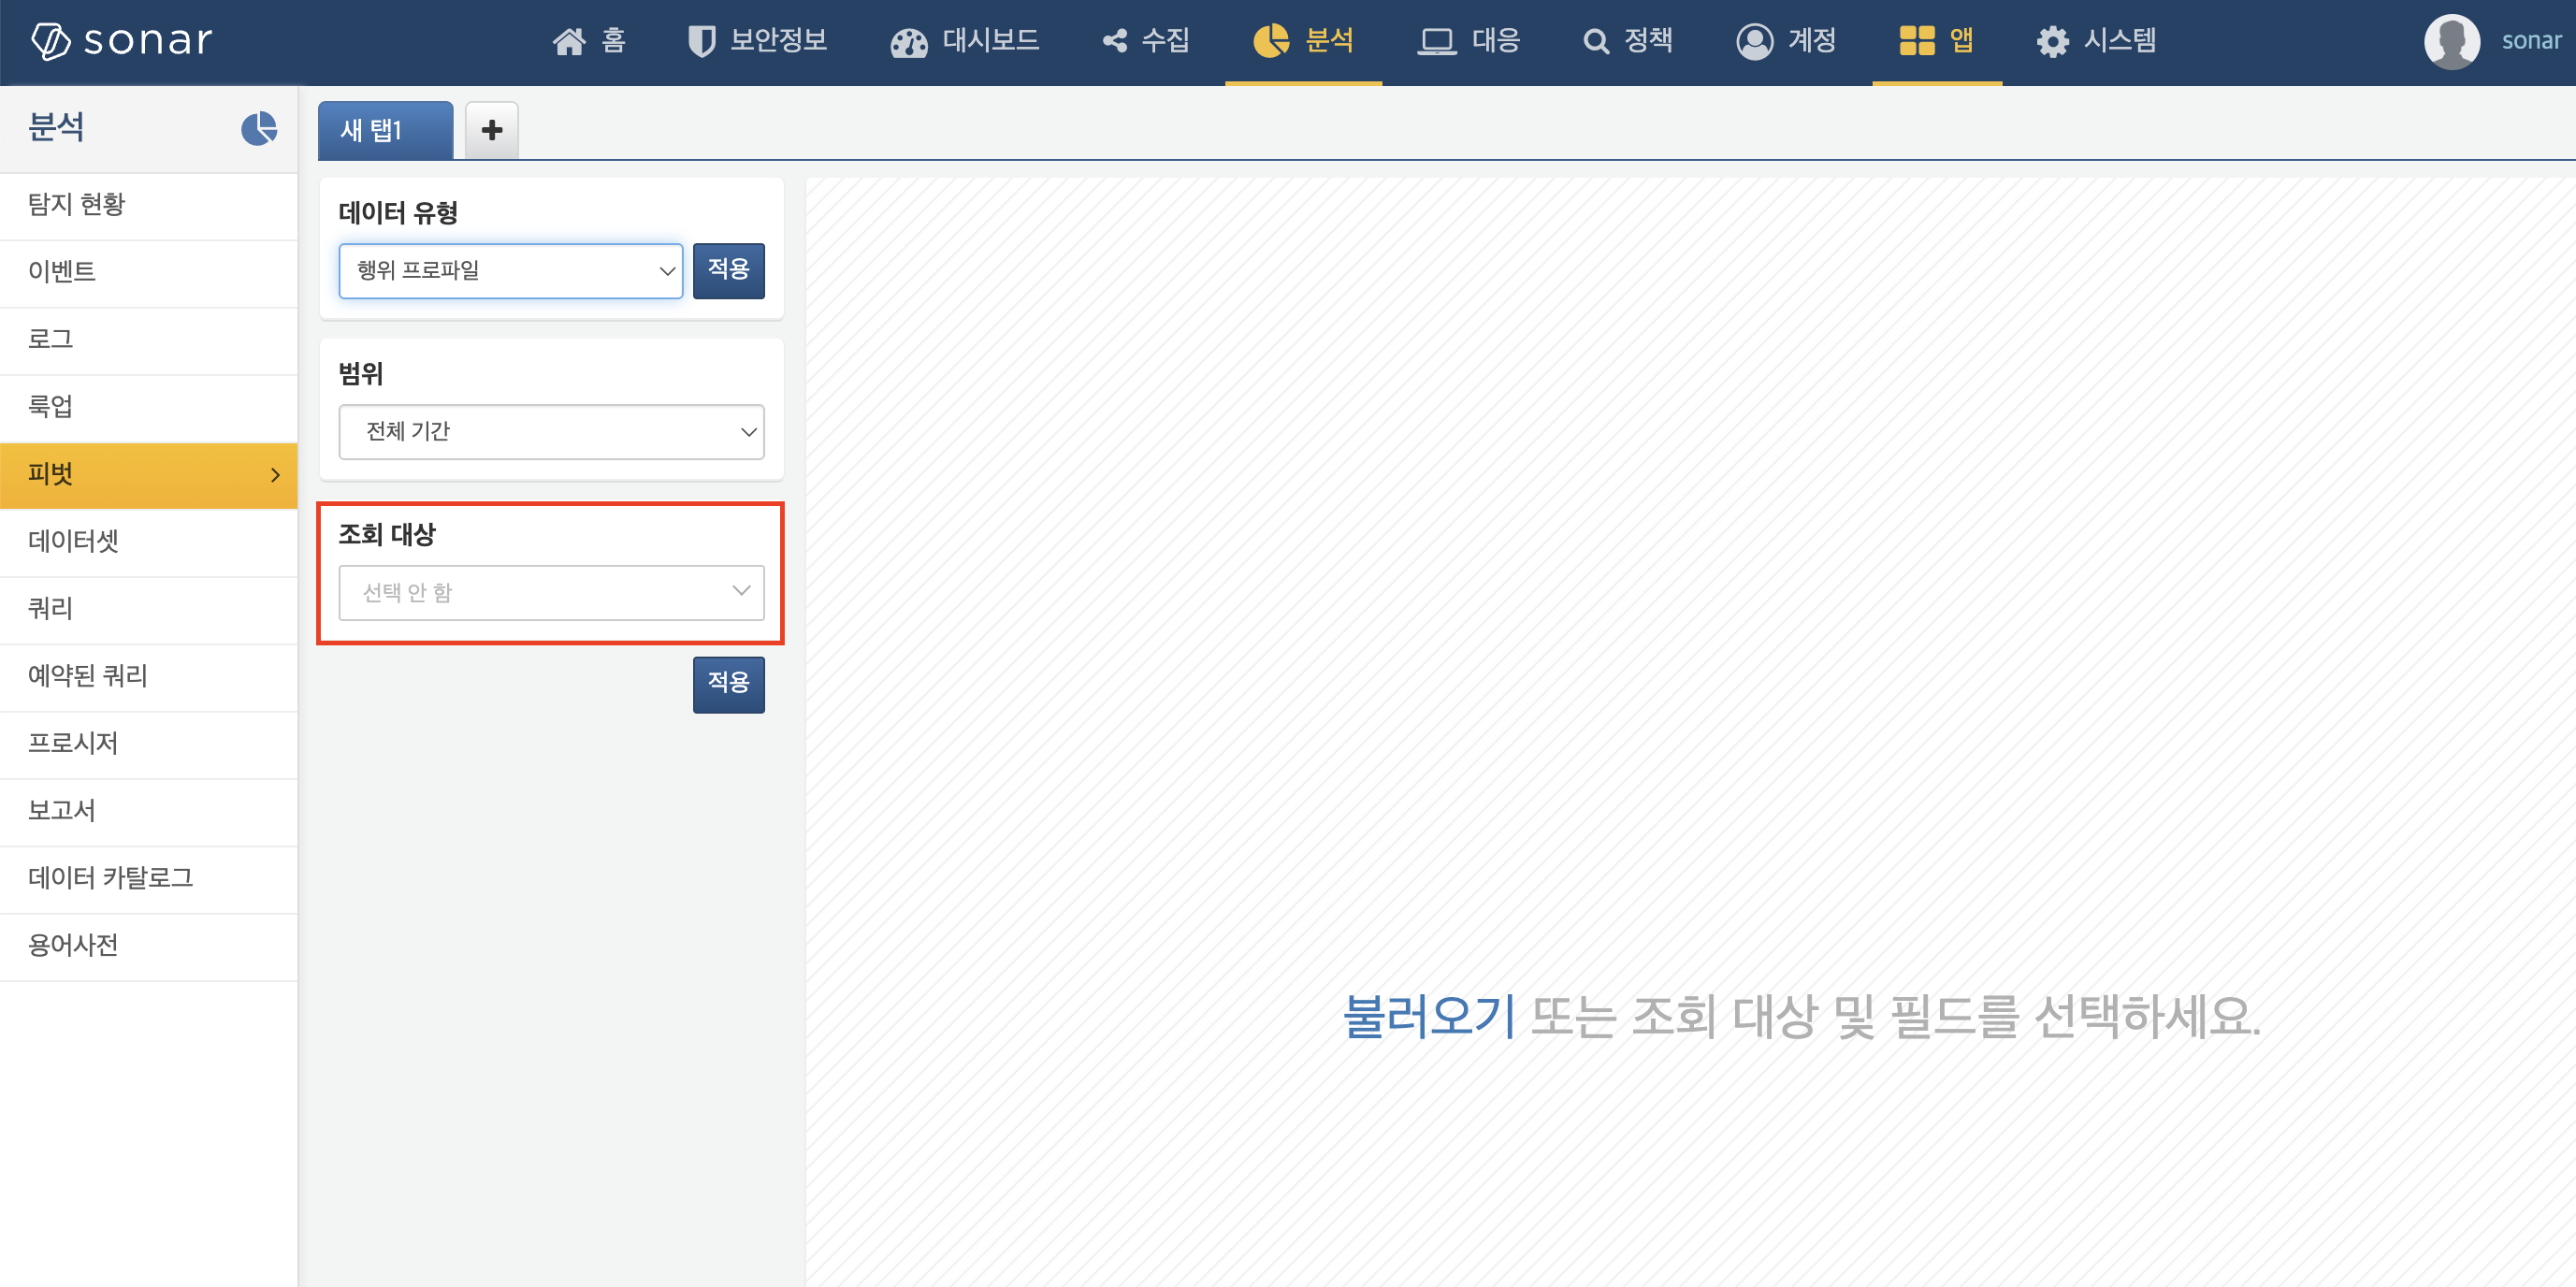 sonar
홈
보안정보
대시보드
수집
분석
대응
정책
계정
앱
시스템
sonar
분석
탐지 현황
이벤트
로그
룩업
피벗
데이터셋
쿼리
예약된 쿼리
프로시저
보고서
데이터 카탈로그
용어사전
새 탭1
데이터 유형
행위 프로파일
적용
범위
전체 기간
조회 대상
선택 안 함
적용
불러오기 또는 조회 대상 및 필드를 선택하세요.